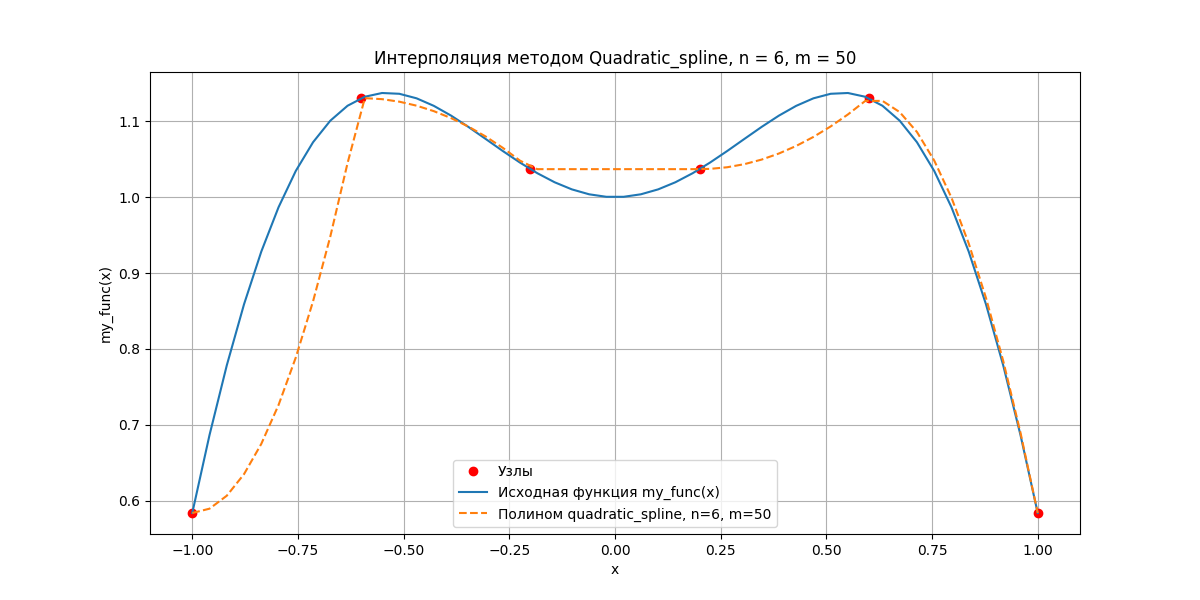 Интерполяция методом Quadratic_spline, n = 6, m = 50
my_func(x)
1.1
1.0
0.9
0.8
0.7
0.6
Узлы
Исходная функция my_func(x)
Полином quadratic_spline, n=6, m=50
−1.00 −0.75 −0.50 −0.25 0.00 0.25 0.50 0.75 1.00
x